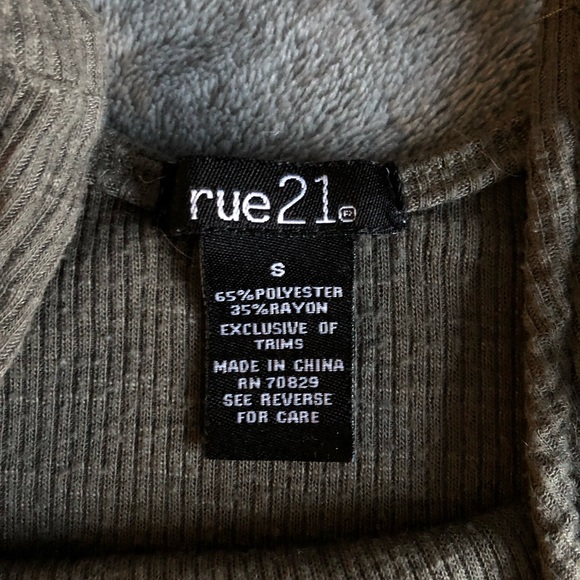 rue21®
S
65%POLYESTER
35%RAYON
EXCLUSIVE OF
TRIMS
MADE IN CHINA
RN 70829
SEE REVERSE
FOR CARE